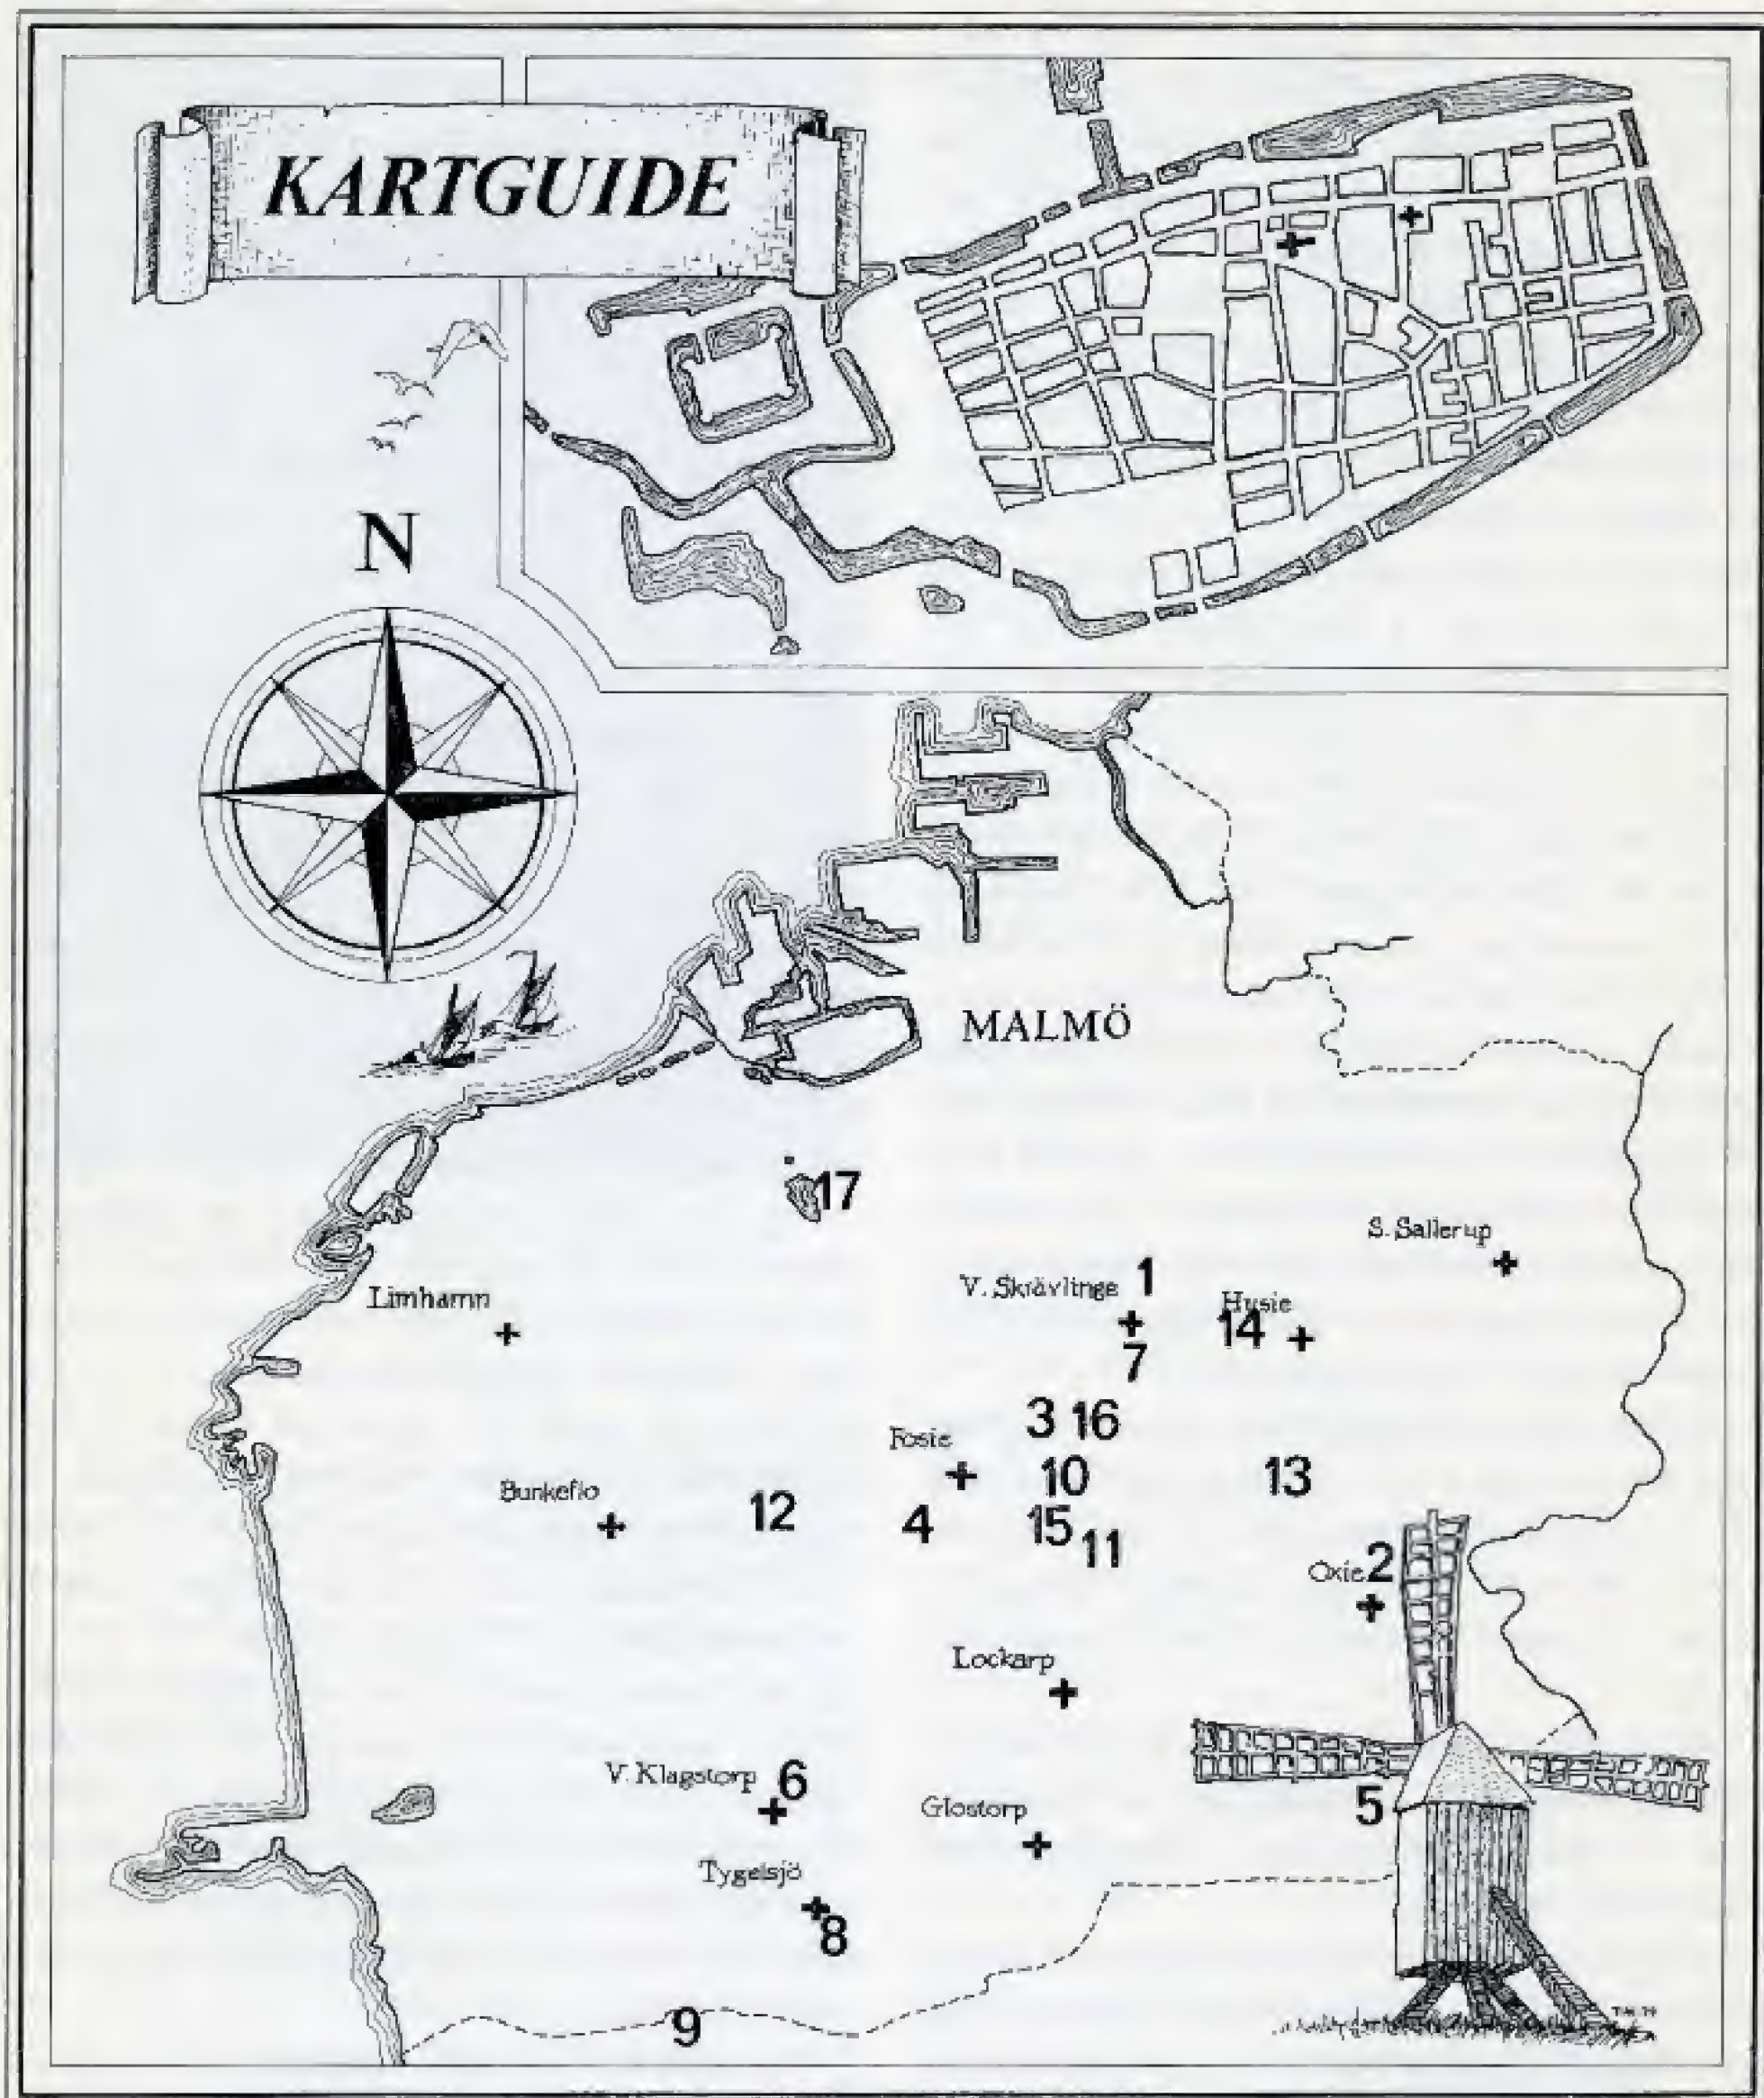 KARTGUIDE
N
MALMÖ
17
S. Sallerup
V. Skrävlinge 1
Husie
14
Limhamn
7
3 16
Fosie
10
13
Bunkeflo
12
4
15
11
Oxie 2
Lockarp
V. Klagstorp 6
5
Glostorp
Tygelsjö
8
9